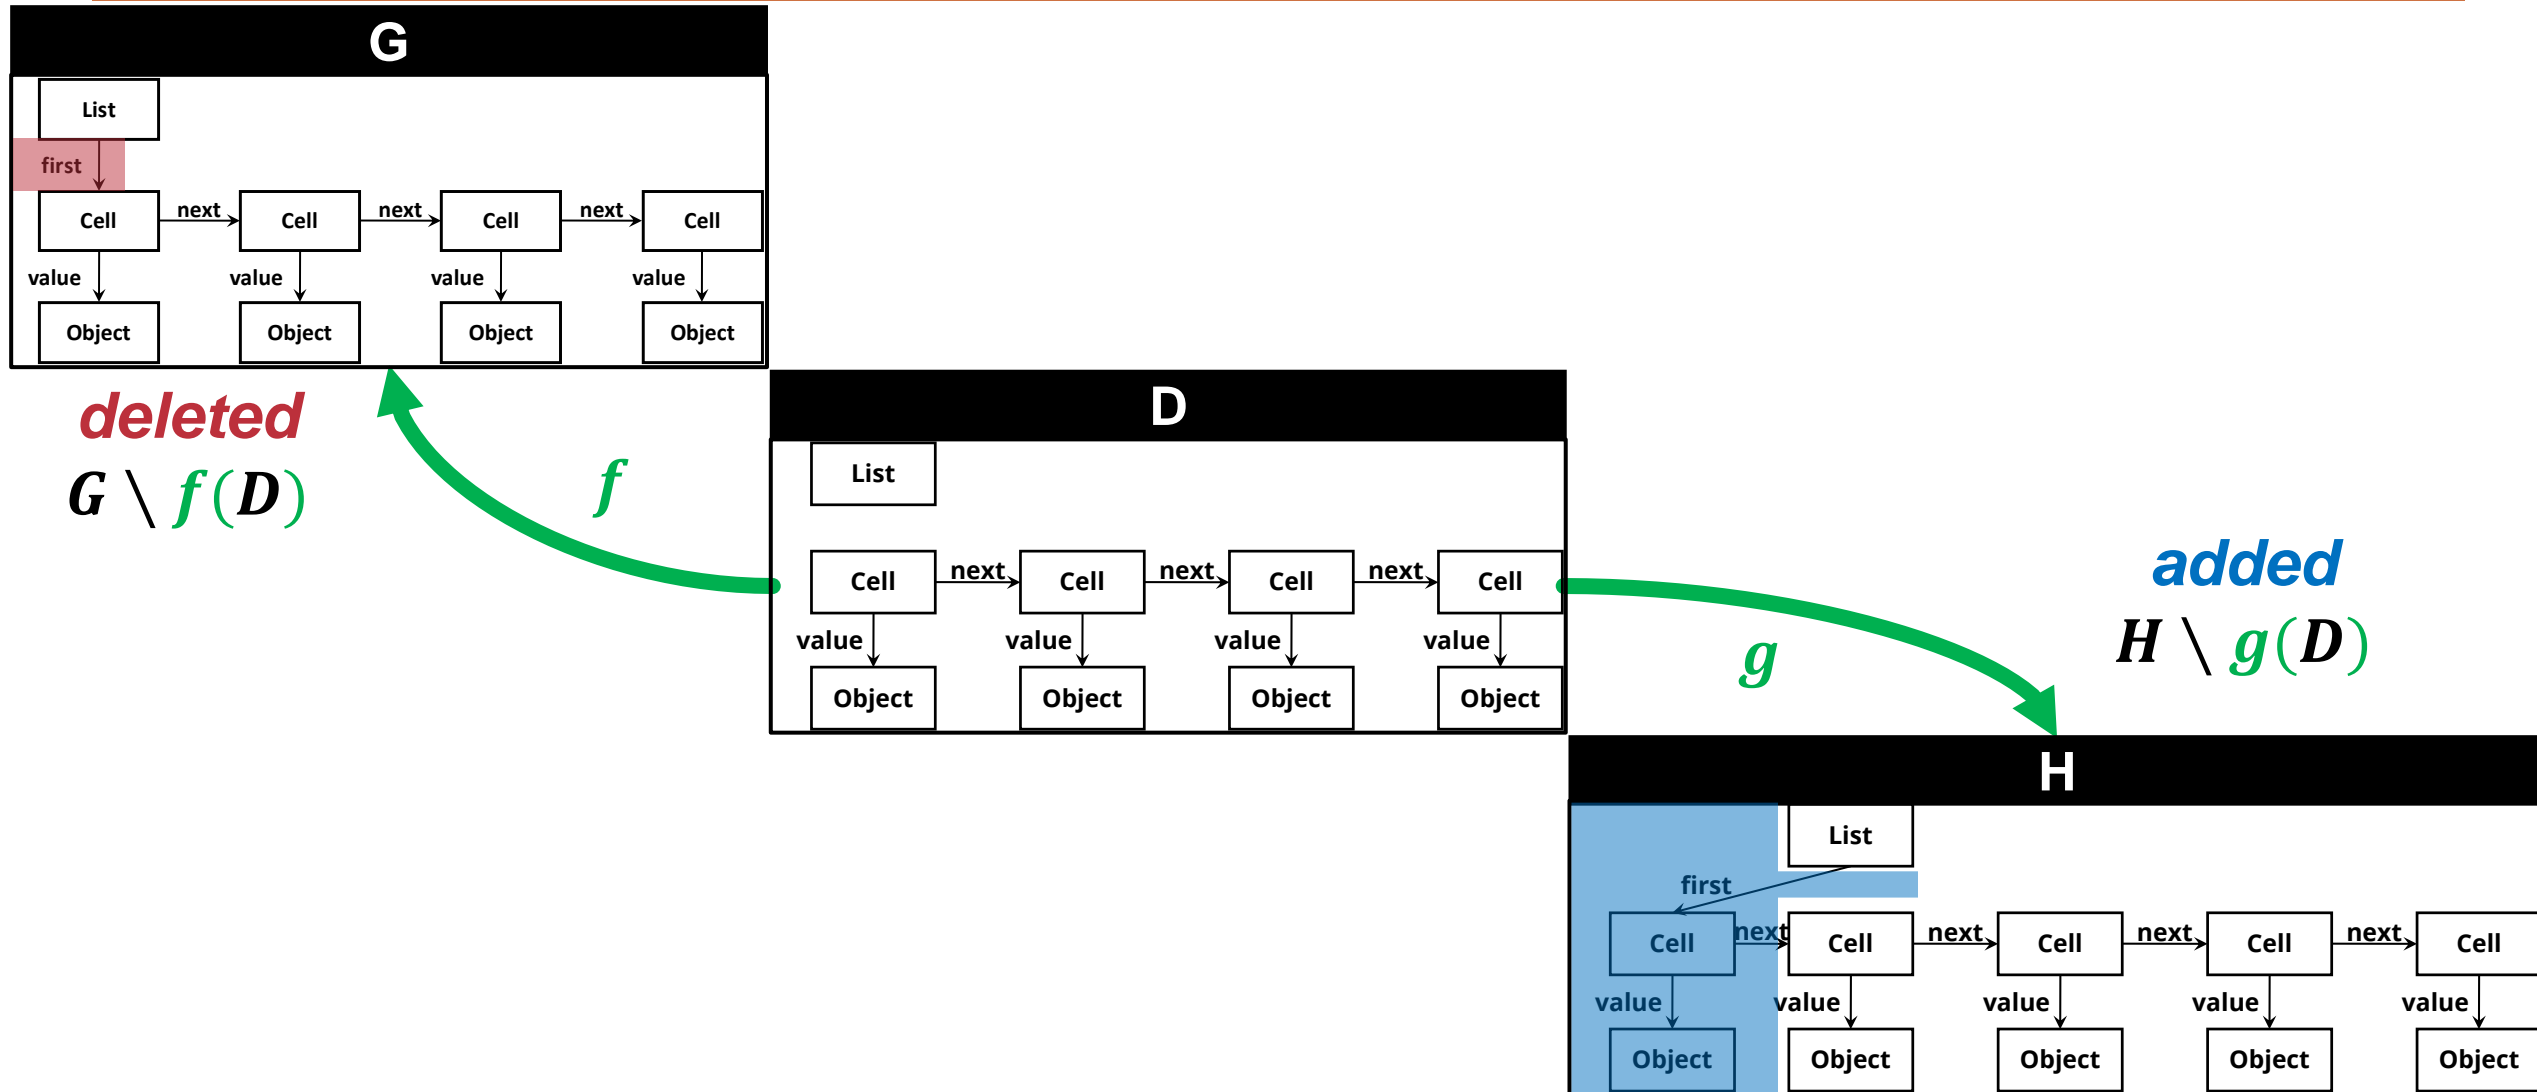 G
List
first
Cell next Cell next Cell next Cell
value value value value
Object Object Object Object
deleted
G \ f(D)
f
D
List
Cell next Cell next Cell next Cell
value value value value
Object Object Object Object
g
added
H \ g(D)
H
List
first
Cell next Cell next Cell next Cell next Cell
value value value value value
Object Object Object Object Object